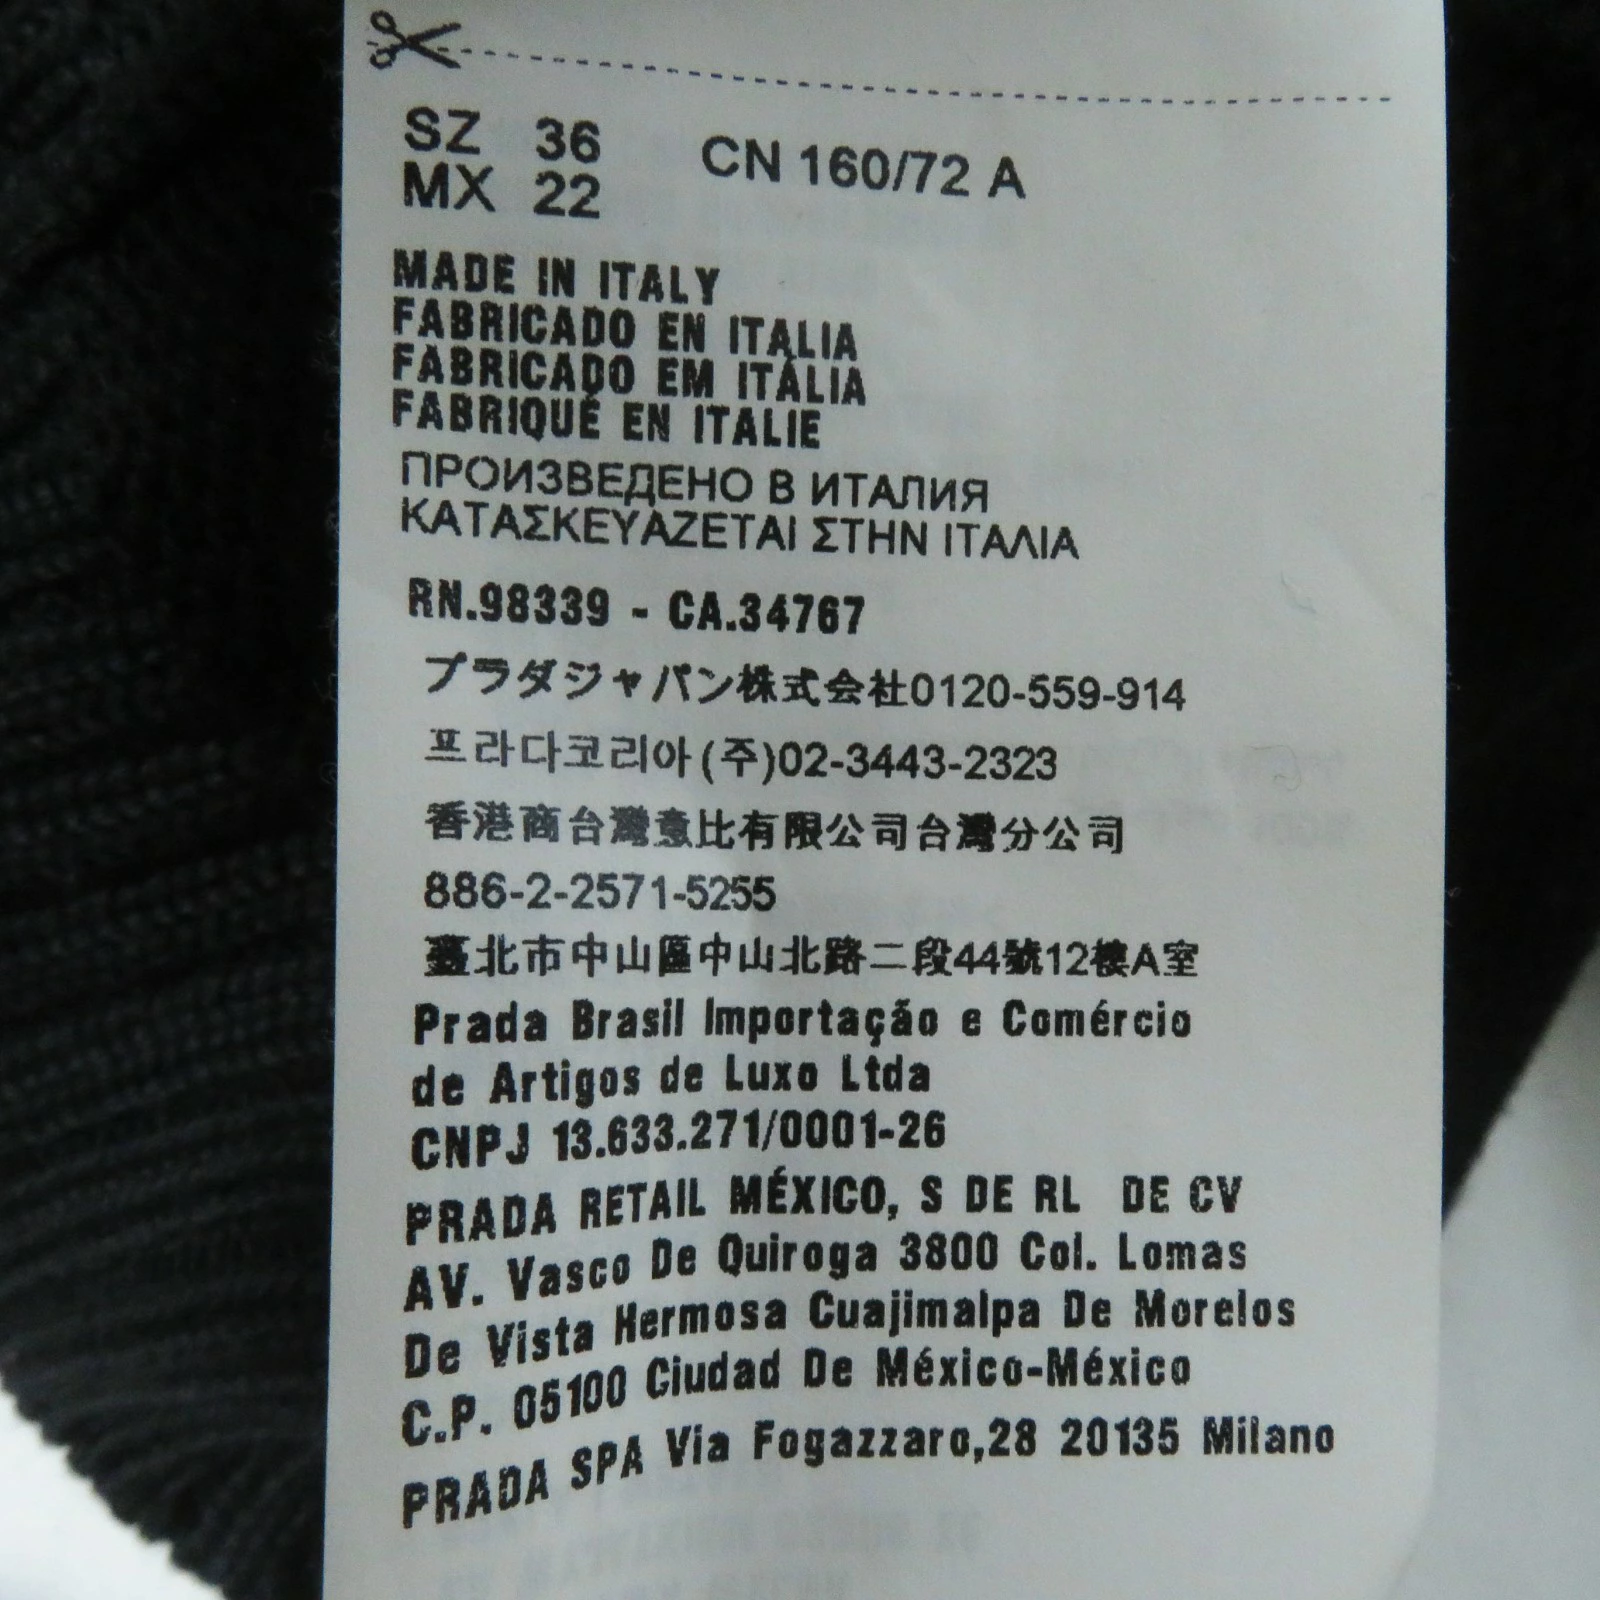 SZ 36 CN 160/72 A
MX 22
MADE IN ITALY
FABRICADO EN ITALIA
FABRICADO EM ITÁLIA
FABRIQUÉ EN ITALIE
ПРОИЗВЕДЕНО В ИТАЛИЯ
ΚΑΤΑΣΚΕΥΑΖΕΤΑΙ ΣΤΗΝ ΙΤΑΛΙΑ
RN.98339 - CA.34767
プラダジャパン株式会社0120-559-914
프라다코리아(주)02-3443-2323
香港商台灣意比有限公司台灣分公司
886-2-2571-5255
臺北市中山區中山北路二段44號12樓A室
Prada Brasil Importação e Comércio
de Artigos de Luxo Ltda
CNPJ 13.633.271/0001-26
PRADA RETAIL MÉXICO, S DE RL DE CV
AV. Vasco De Quiroga 3800 Col. Lomas
De Vista Hermosa Cuajimalpa De Morelos
C.P. 05100 Ciudad De México-México
PRADA SPA Via Fogazzaro,28 20135 Milano